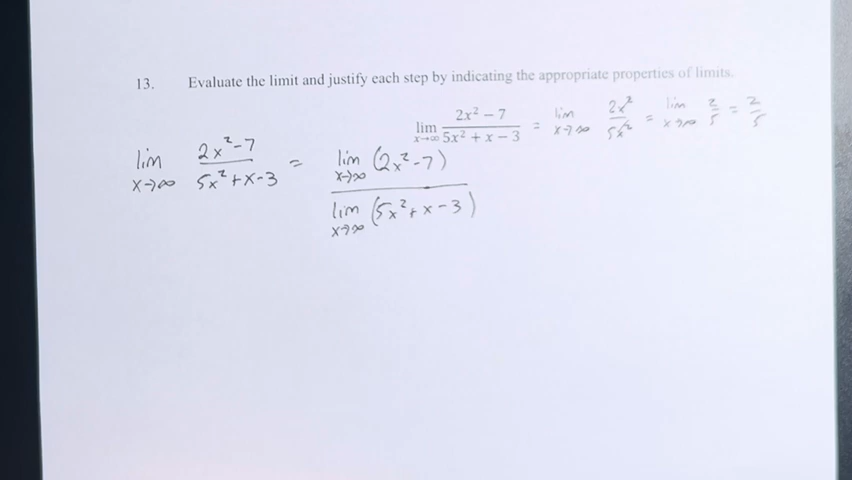 13. Evaluate the limit and justify each step by indicating the appropriate properties of limits.
lim x→∞ (2x² − 7)/(5x² + x − 3) = lim x→∞ 2x²/5x² = lim x→∞ 2/5 = 2/5
lim x→∞ (2x² - 7)/(5x² + x - 3) = lim x→∞ (2x² - 7) / lim x→∞ (5x² + x - 3)